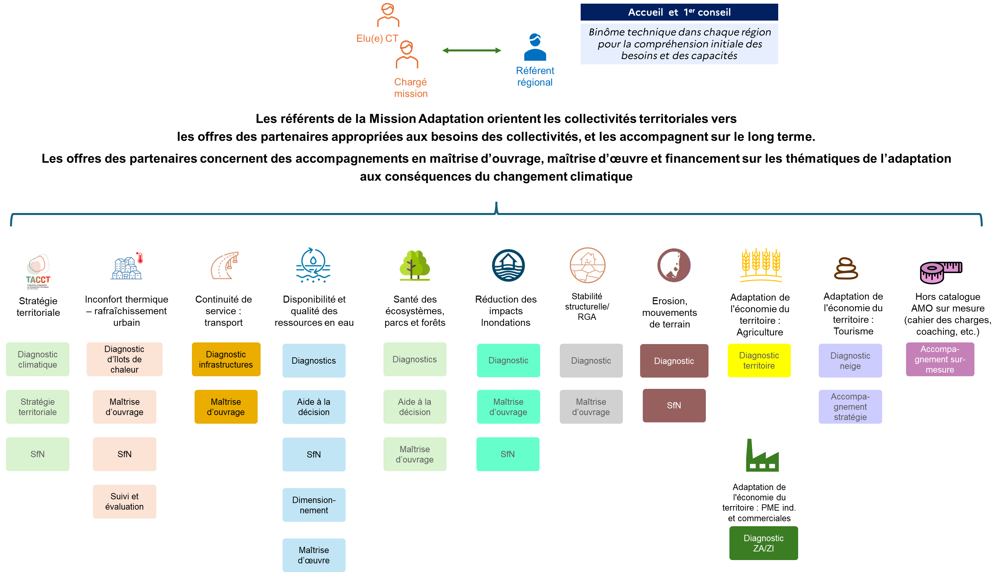 Elu(e) CT
Chargé
mission
Référent
régional
Accueil et 1er conseil
Binôme technique dans chaque région
pour la compréhension initiale des
besoins et des capacités
Les référents de la Mission Adaptation orientent les collectivités territoriales vers
les offres des partenaires appropriées aux besoins des collectivités, et les accompagnent sur le long terme.
Les offres des partenaires concernent des accompagnements en maîtrise d’ouvrage, maîtrise d’œuvre et financement sur les thématiques de l’adaptation
aux conséquences du changement climatique
TACCT
Trajectoires d'Adaptation
au Changement Climatique
des Territoires
Stratégie
territoriale
Diagnostic
climatique
Stratégie
territoriale
SfN
Inconfort thermique
– rafraîchissement
urbain
Diagnostic
d’îlots de
chaleur
Maîtrise
d’ouvrage
SfN
Suivi et
évaluation
Continuité de
service :
transport
Diagnostic
infrastructures
Maîtrise
d’ouvrage
Disponibilité et
qualité des
ressources en eau
Diagnostics
Aide à la
décision
SfN
Dimension-
nement
Maîtrise
d’œuvre
Santé des
écosystèmes,
parcs et forêts
Diagnostics
Aide à la
décision
Maîtrise
d’ouvrage
Réduction des
impacts
Inondations
Diagnostic
Maîtrise
d’ouvrage
SfN
Stabilité
structurelle/
RGA
Diagnostic
Maîtrise
d’ouvrage
Erosion,
mouvements
de terrain
Diagnostic
SfN
Adaptation de
l'économie du
territoire :
Agriculture
Diagnostic
territoire
Adaptation de
l'économie du
territoire : PME ind.
et commerciales
Diagnostic
ZA/ZI
Adaptation de
l'économie du
territoire :
Tourisme
Diagnostic
neige
Accompa-
gnement
stratégie
Hors catalogue
AMO sur mesure
(cahier des charges,
coaching, etc.)
Accompa-
gnement sur-
mesure